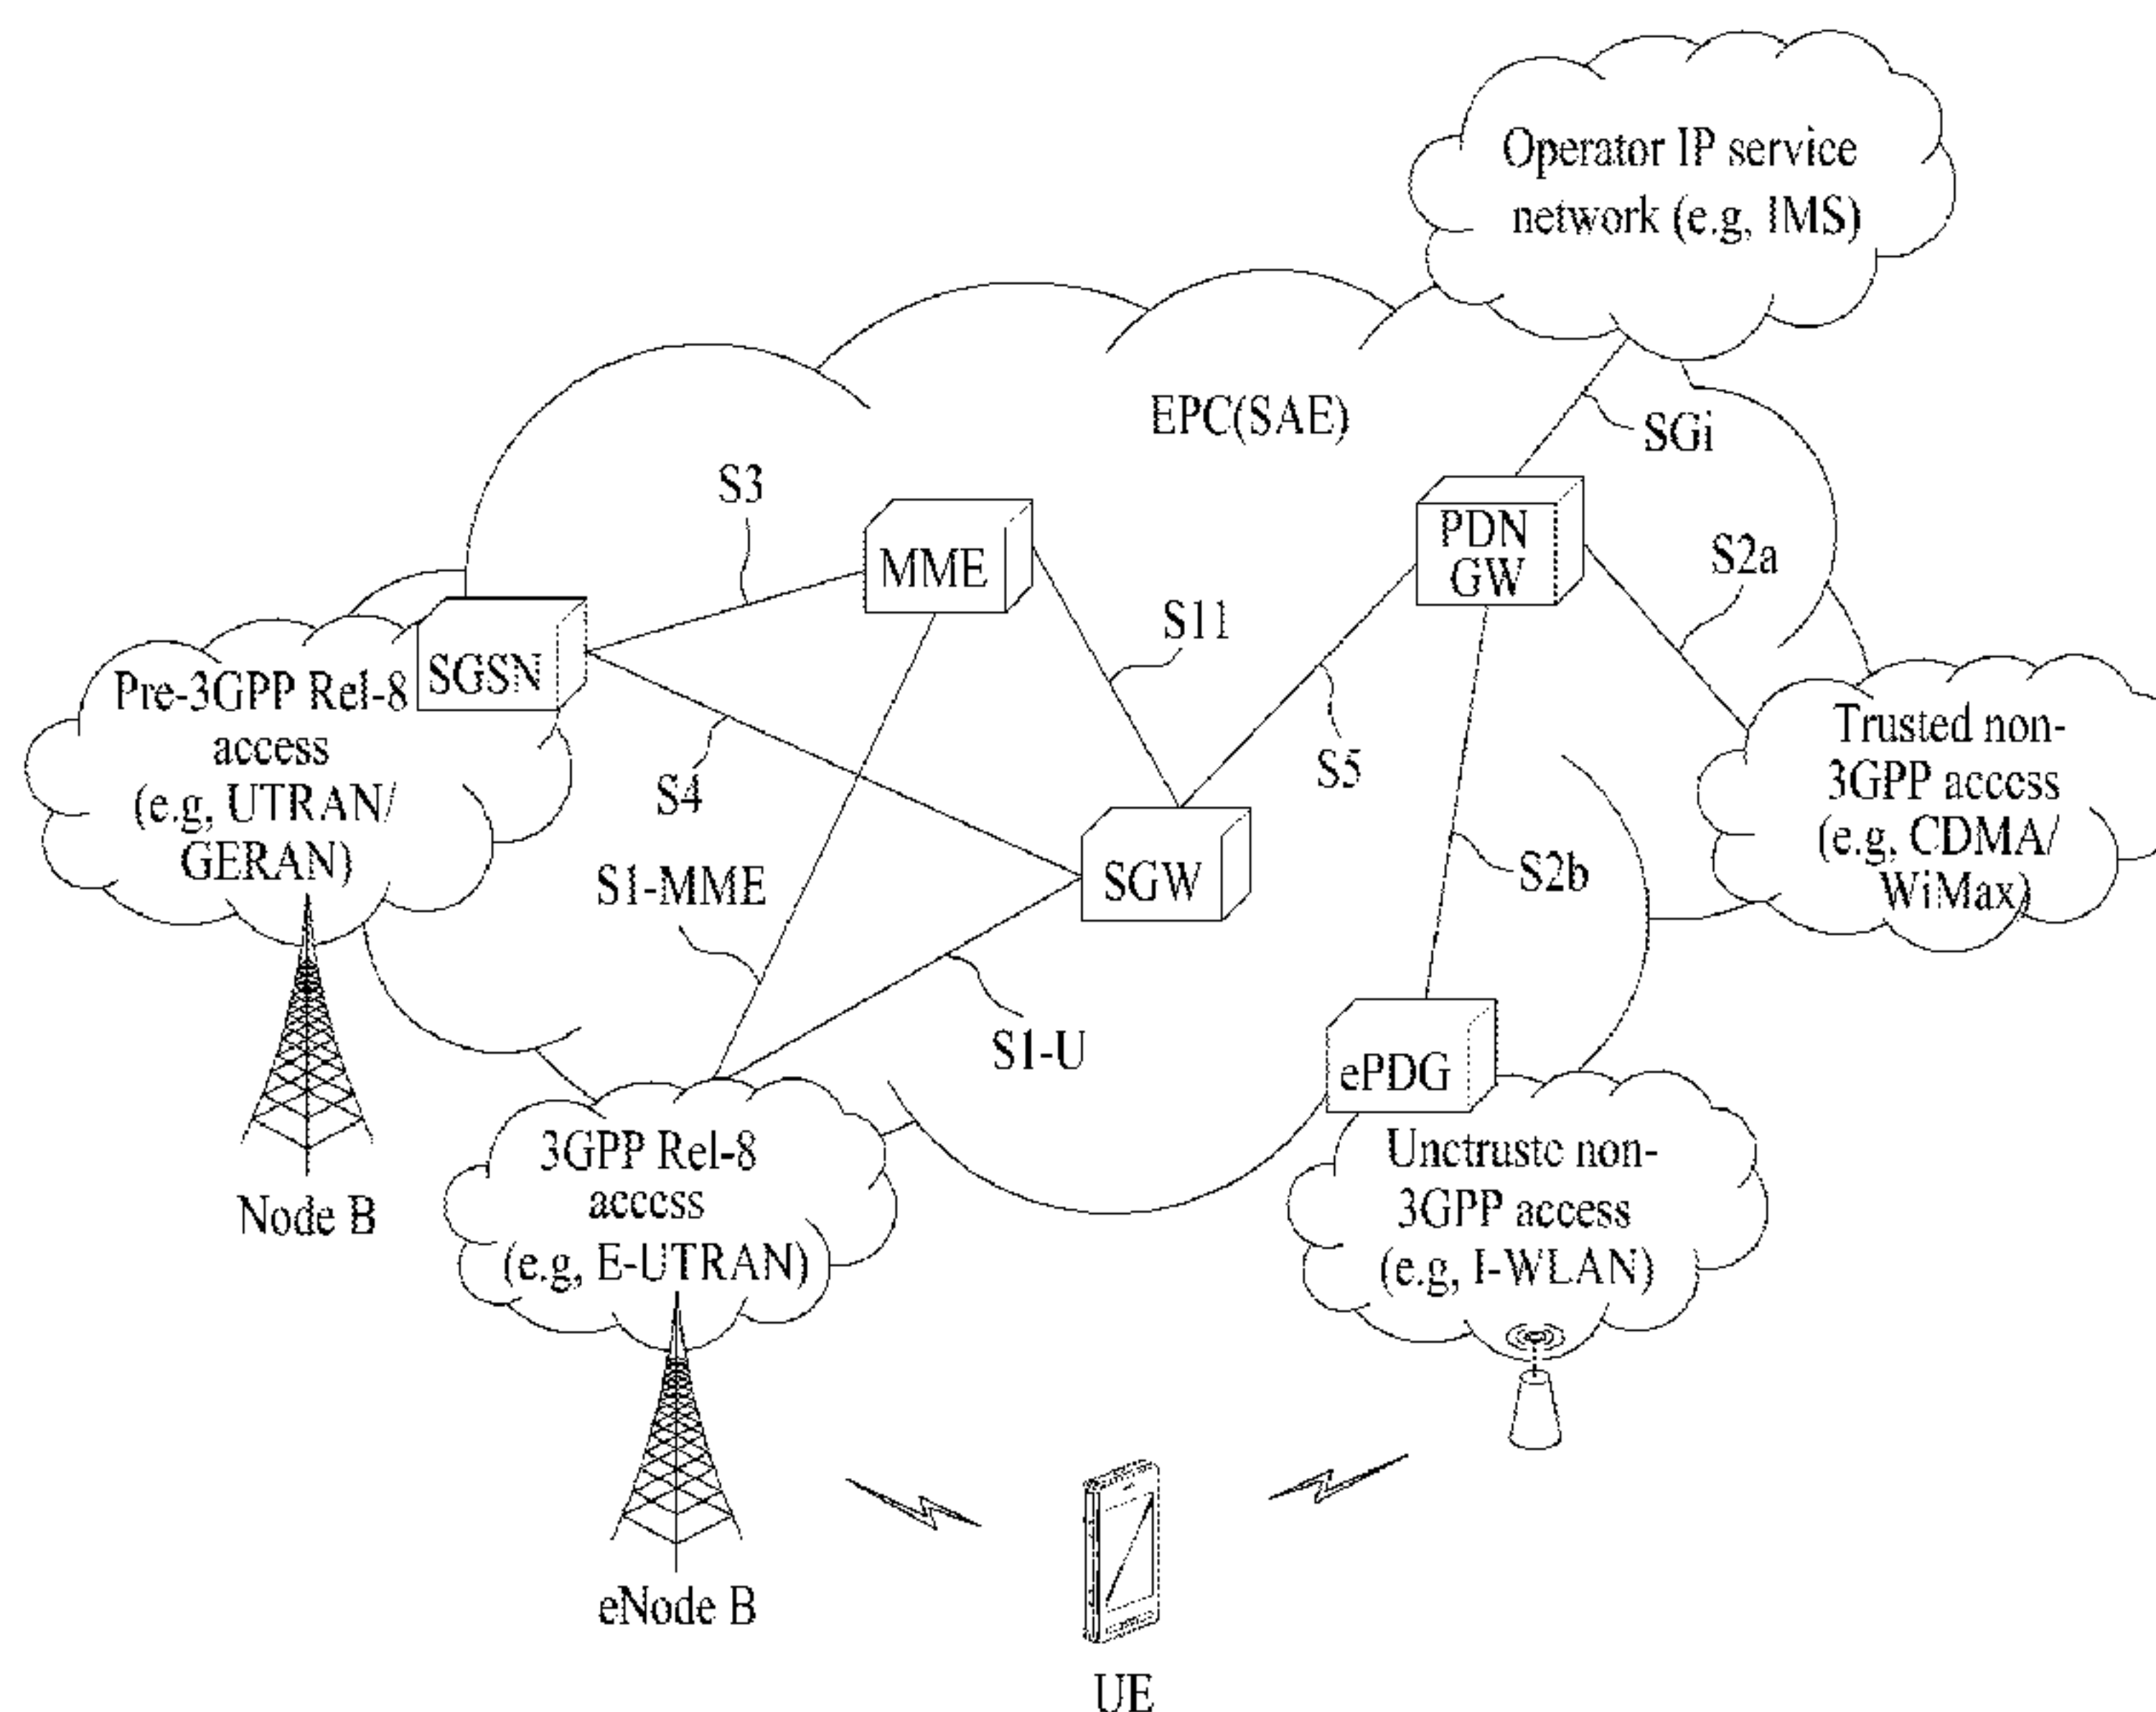 Operator IP service
network (e.g, IMS)
EPC(SAE)
SGi
S3
MME
PDN
GW
S2a
S11
SGSN
Pre-3GPP Rel-8
access
(e.g, UTRAN/
GERAN)
S4
S5
Trusted non-
3GPP access
(e.g, CDMA/
WiMax)
S1-MME
SGW
S2b
S1-U
ePDG
Node B
3GPP Rel-8
access
(e.g, E-UTRAN)
Unctruste non-
3GPP access
(e.g, I-WLAN)
eNode B
UE